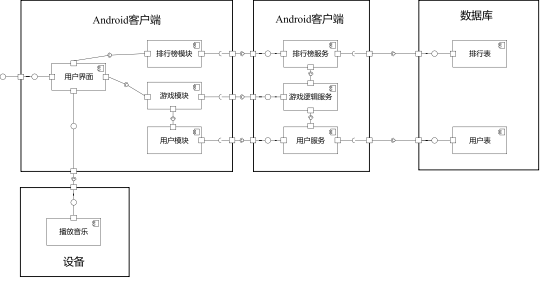 Android客户端
Android客户端
数据库
排行榜模块
排行榜服务
排行表
用户界面
游戏模块
游戏逻辑服务
用户模块
用户服务
用户表
播放音乐
设备